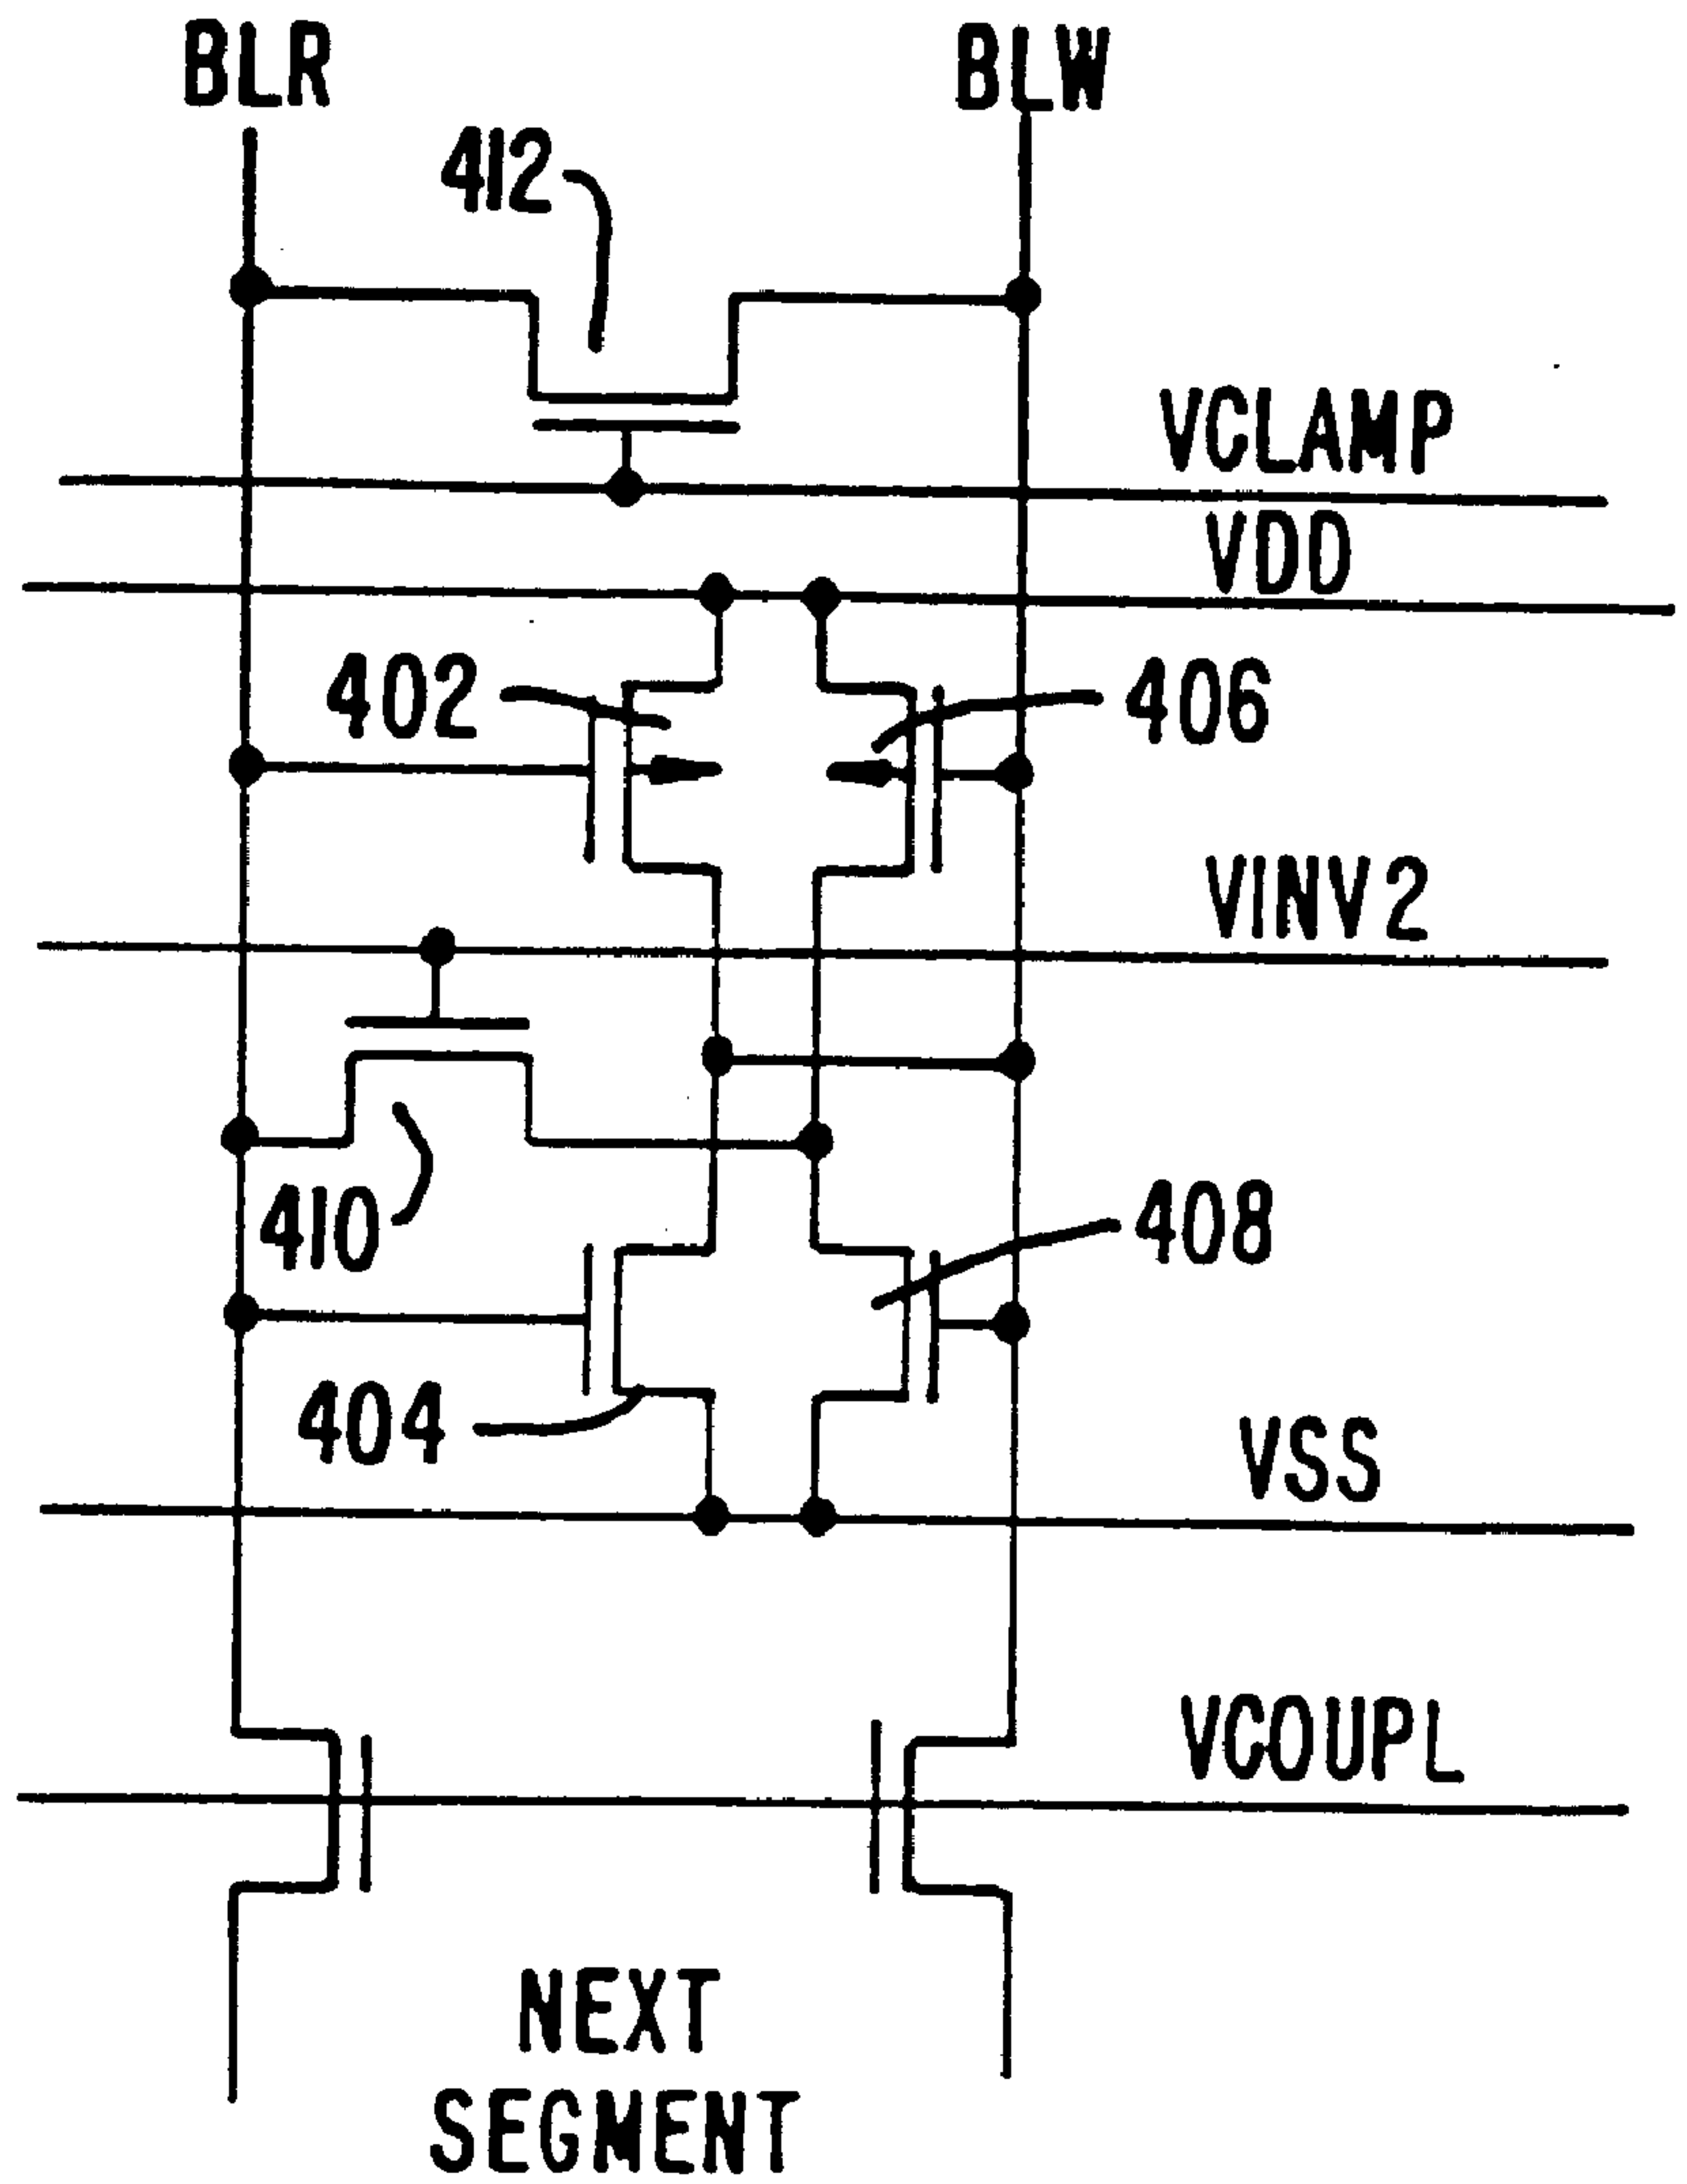 BLR
BLW
412
VCLAMP
VDD
402
406
VINV2
410
408
404
VSS
VCOUPL
NEXT
SEGMENT